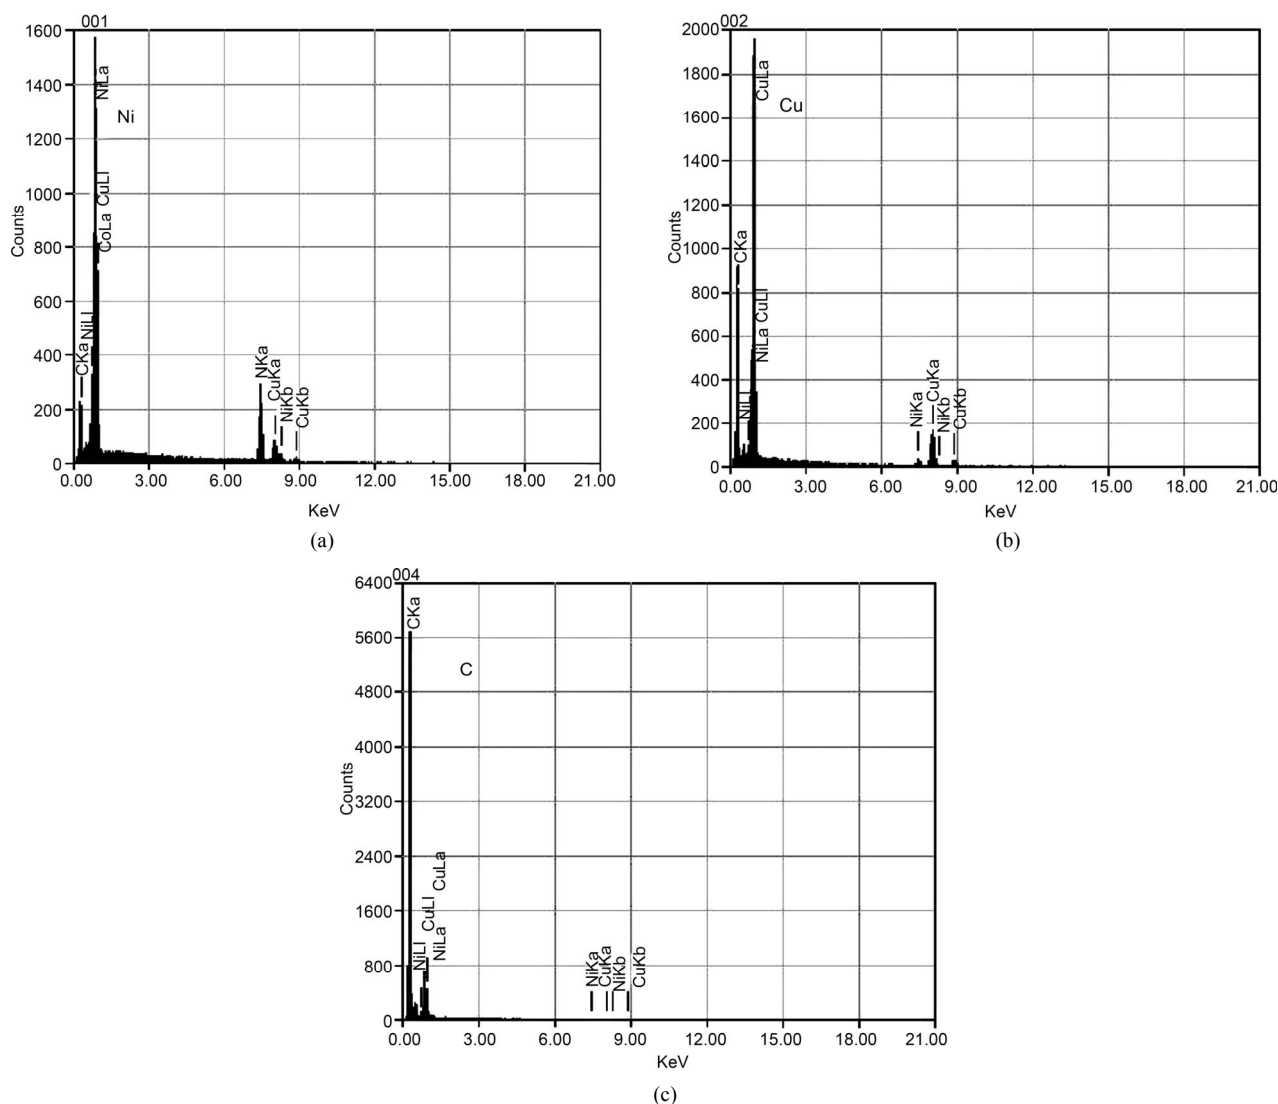 001
1600
1400
1200
1000
800
600
400
200
0
Counts
CKa
NiLl
NiLa
CuLl
CoLa
Ni
NKa
CuKa
NiKb
CuKb
0.00 3.00 6.00 9.00 12.00 15.00 18.00 21.00
KeV
(a)
002
2000
1800
1600
1400
1200
1000
800
600
400
200
0
Counts
CKa
NiLl
NiLa
CuLl
CuLa
Cu
NiKa
CuKa
NiKb
CuKb
0.00 3.00 6.00 9.00 12.00 15.00 18.00 21.00
KeV
(b)
004
6400
5600
4800
4000
3200
2400
1600
800
0
Counts
CKa
NiLl
CuLl
NiLa
CuLa
C
NiKa
CuKa
NiKb
CuKb
0.00 3.00 6.00 9.00 12.00 15.00 18.00 21.00
KeV
(c)